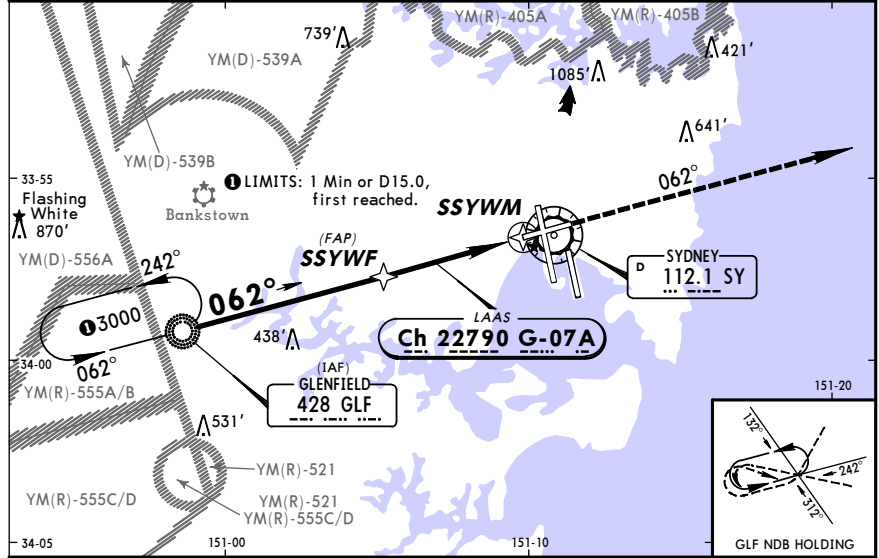 YM(R)-405A
YM(R)-405B
739'
YM(D)-539A
421'
1085'
641'
YM(D)-539B
33-55
❶ LIMITS: 1 Min or D15.0,
first reached.
062°
Flashing
White
870'
Bankstown
SSYWM
(FAP)
SSYWF
SYDNEY
D 112.1 SY
YM(D)-556A
242°
062°
❶3000
LAAS
Ch 22790 G-07A
438'
34-00
062°
(IAF)
GLENFIELD
428 GLF
151-20
YM(R)-555A/B
531'
132°
242°
312°
YM(R)-521
YM(R)-555C/D
YM(R)-521
YM(R)-555C/D
GLF NDB HOLDING
34-05
151-00
151-10